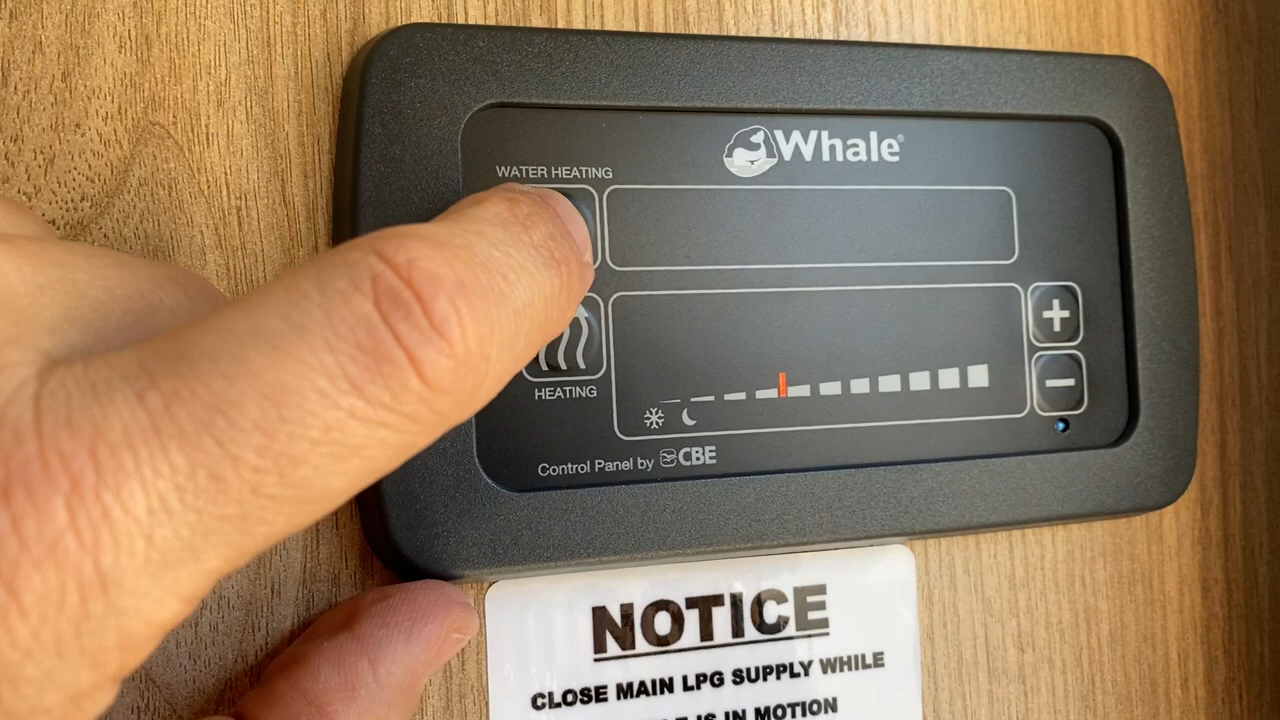 Whale®
WATER HEATING
+
−
HEATING
Control Panel by CBE
NOTICE
CLOSE MAIN LPG SUPPLY WHILE
IS IN MOTION